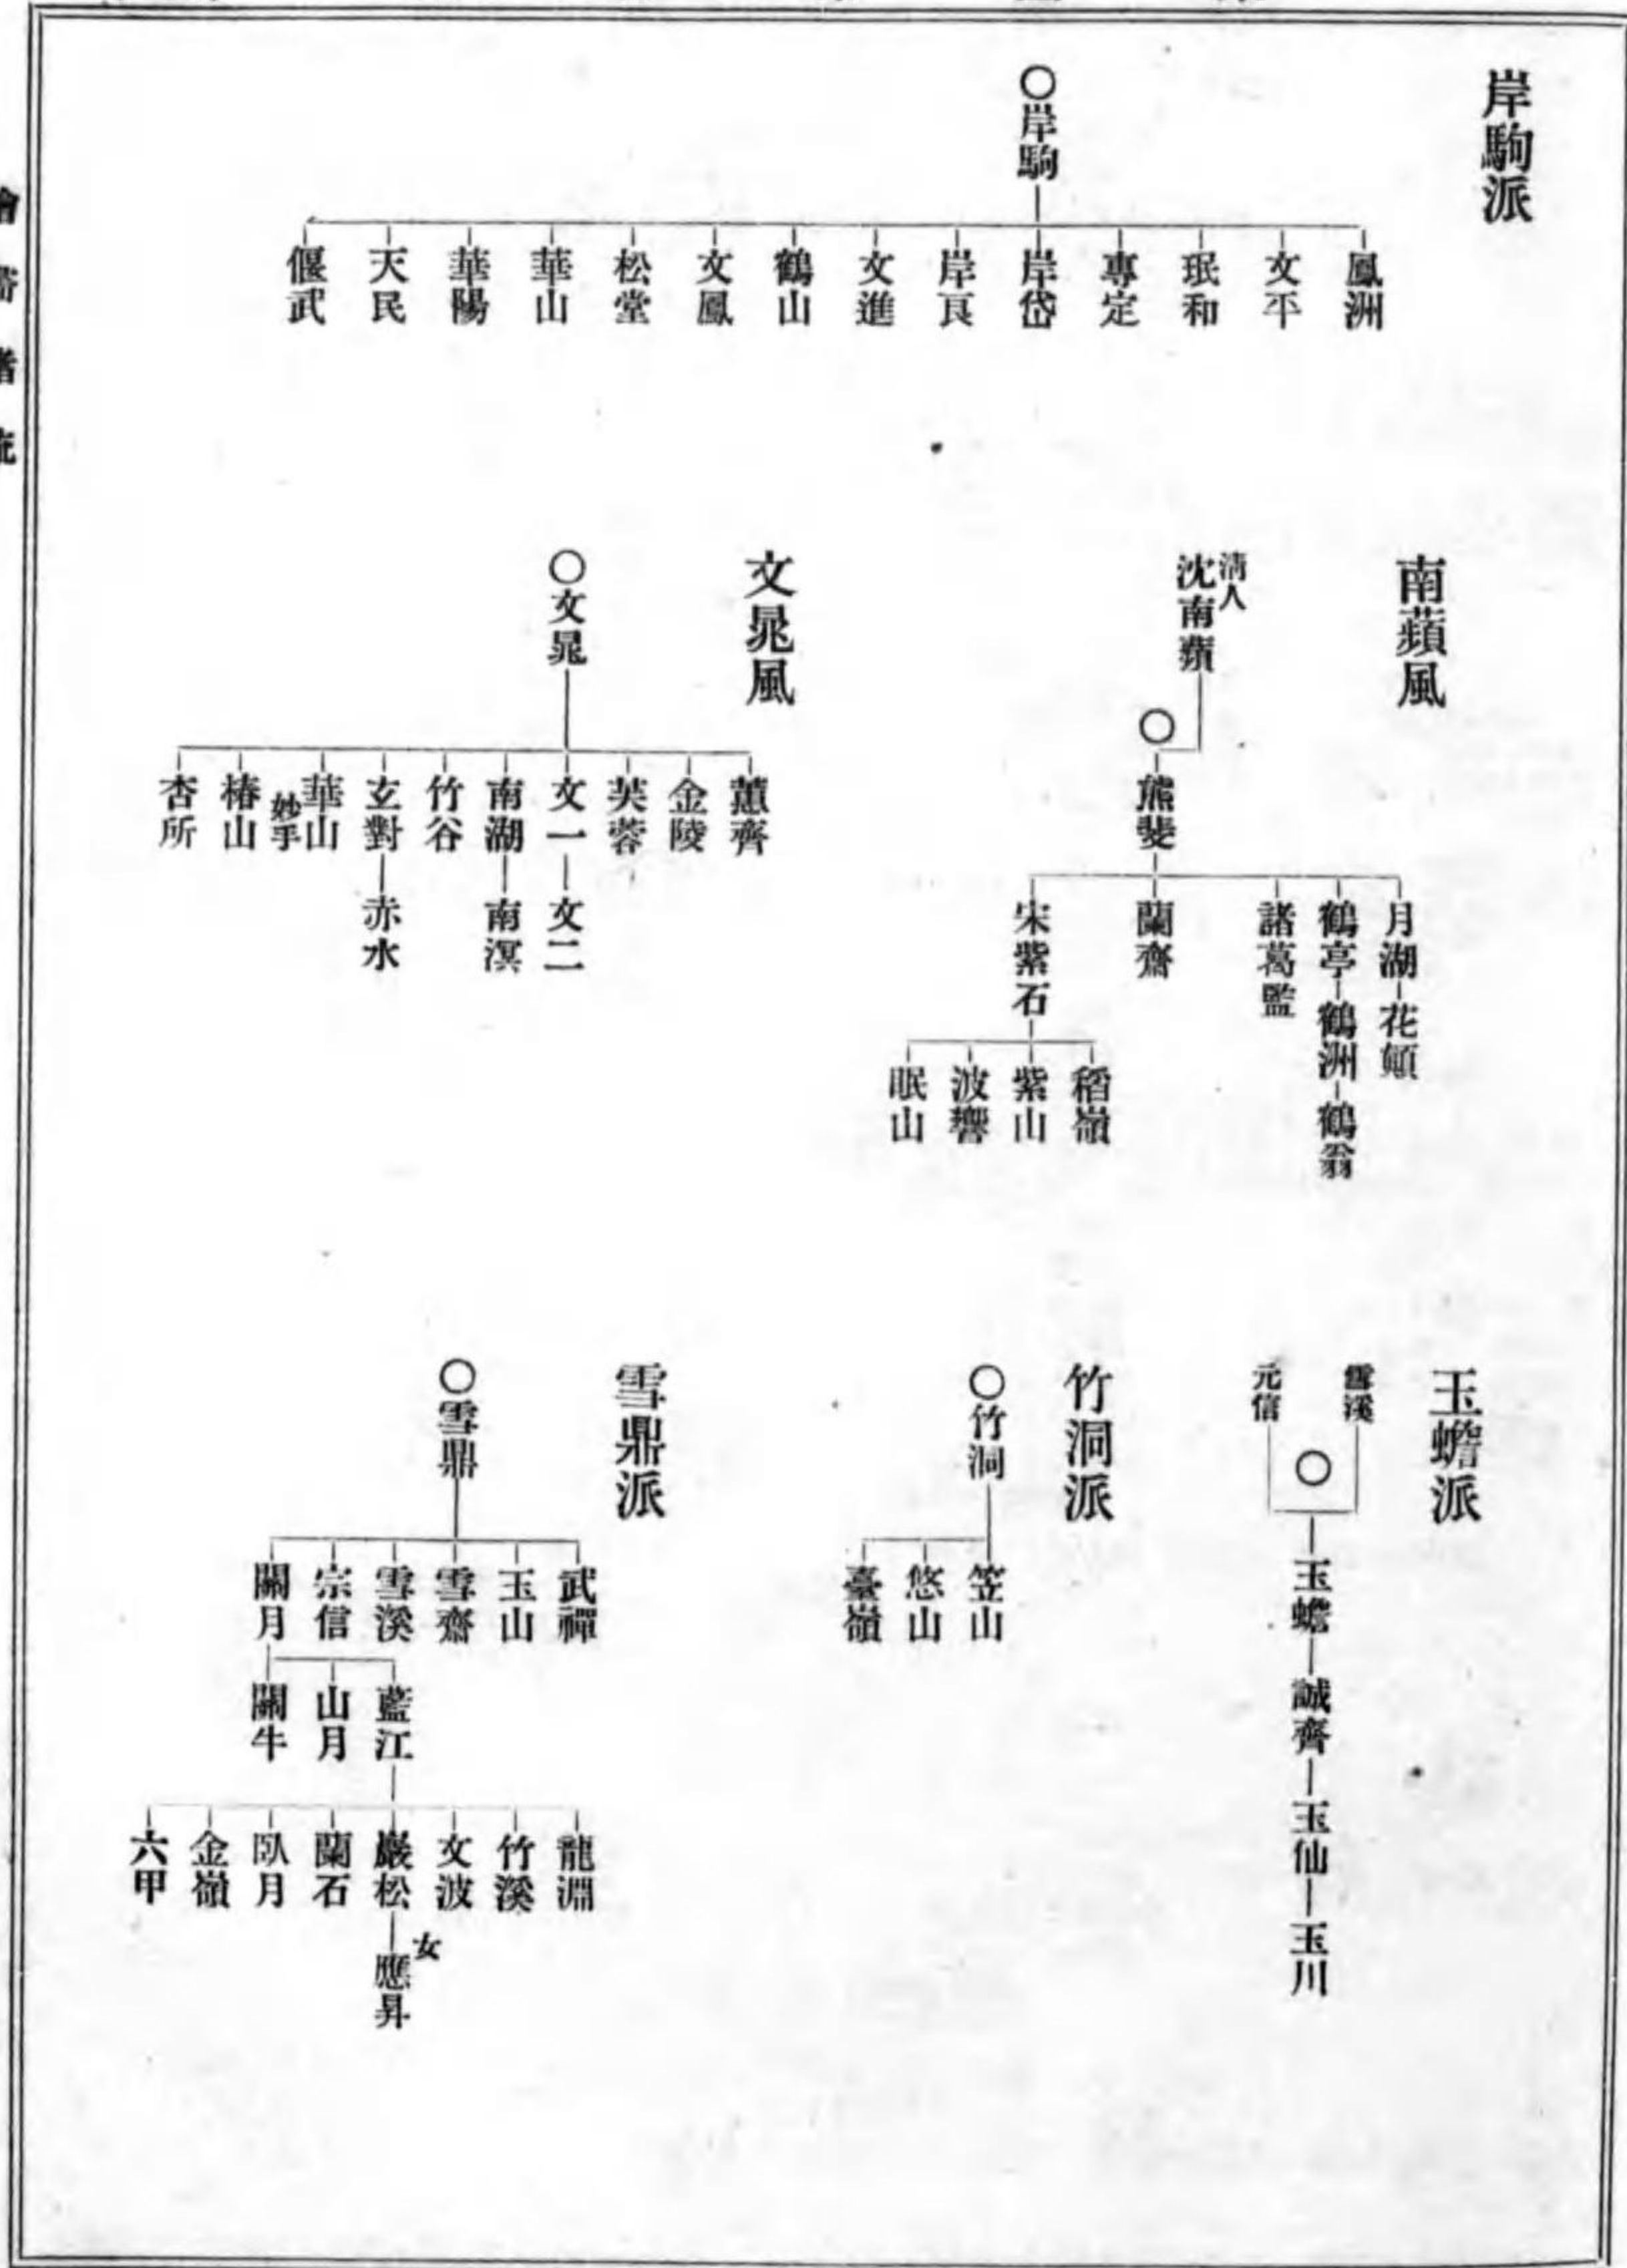 岸駒派
〇岸駒
鳳洲
文平
珉和
專定
岸岱
岸良
文進
鶴山
文鳳
松堂
華山
華陽
天民
偃武
南蘋風
清人
沈南蘋
〇
熊斐
月湖
花顛
鶴亭
鶴洲
鶴翁
諸葛監
蘭齋
宋紫石
稻嶺
紫山
波響
眠山
文晁風
〇文晁
蕙齊
金陵
芙蓉
文一
文二
南湖
南溟
竹谷
玄對
赤水
華山
妙手
椿山
杏所
玉蟾派
雪溪
元信
〇
玉蟾
誠齊
玉仙
玉川
竹洞派
〇竹洞
笠山
悠山
臺嶺
雪鼎派
〇雪鼎
武禪
玉山
雪齋
雪溪
宗信
關月
藍江
山月
關牛
龍淵
竹溪
文波
巖松
女
應昇
蘭石
臥月
金嶺
六甲